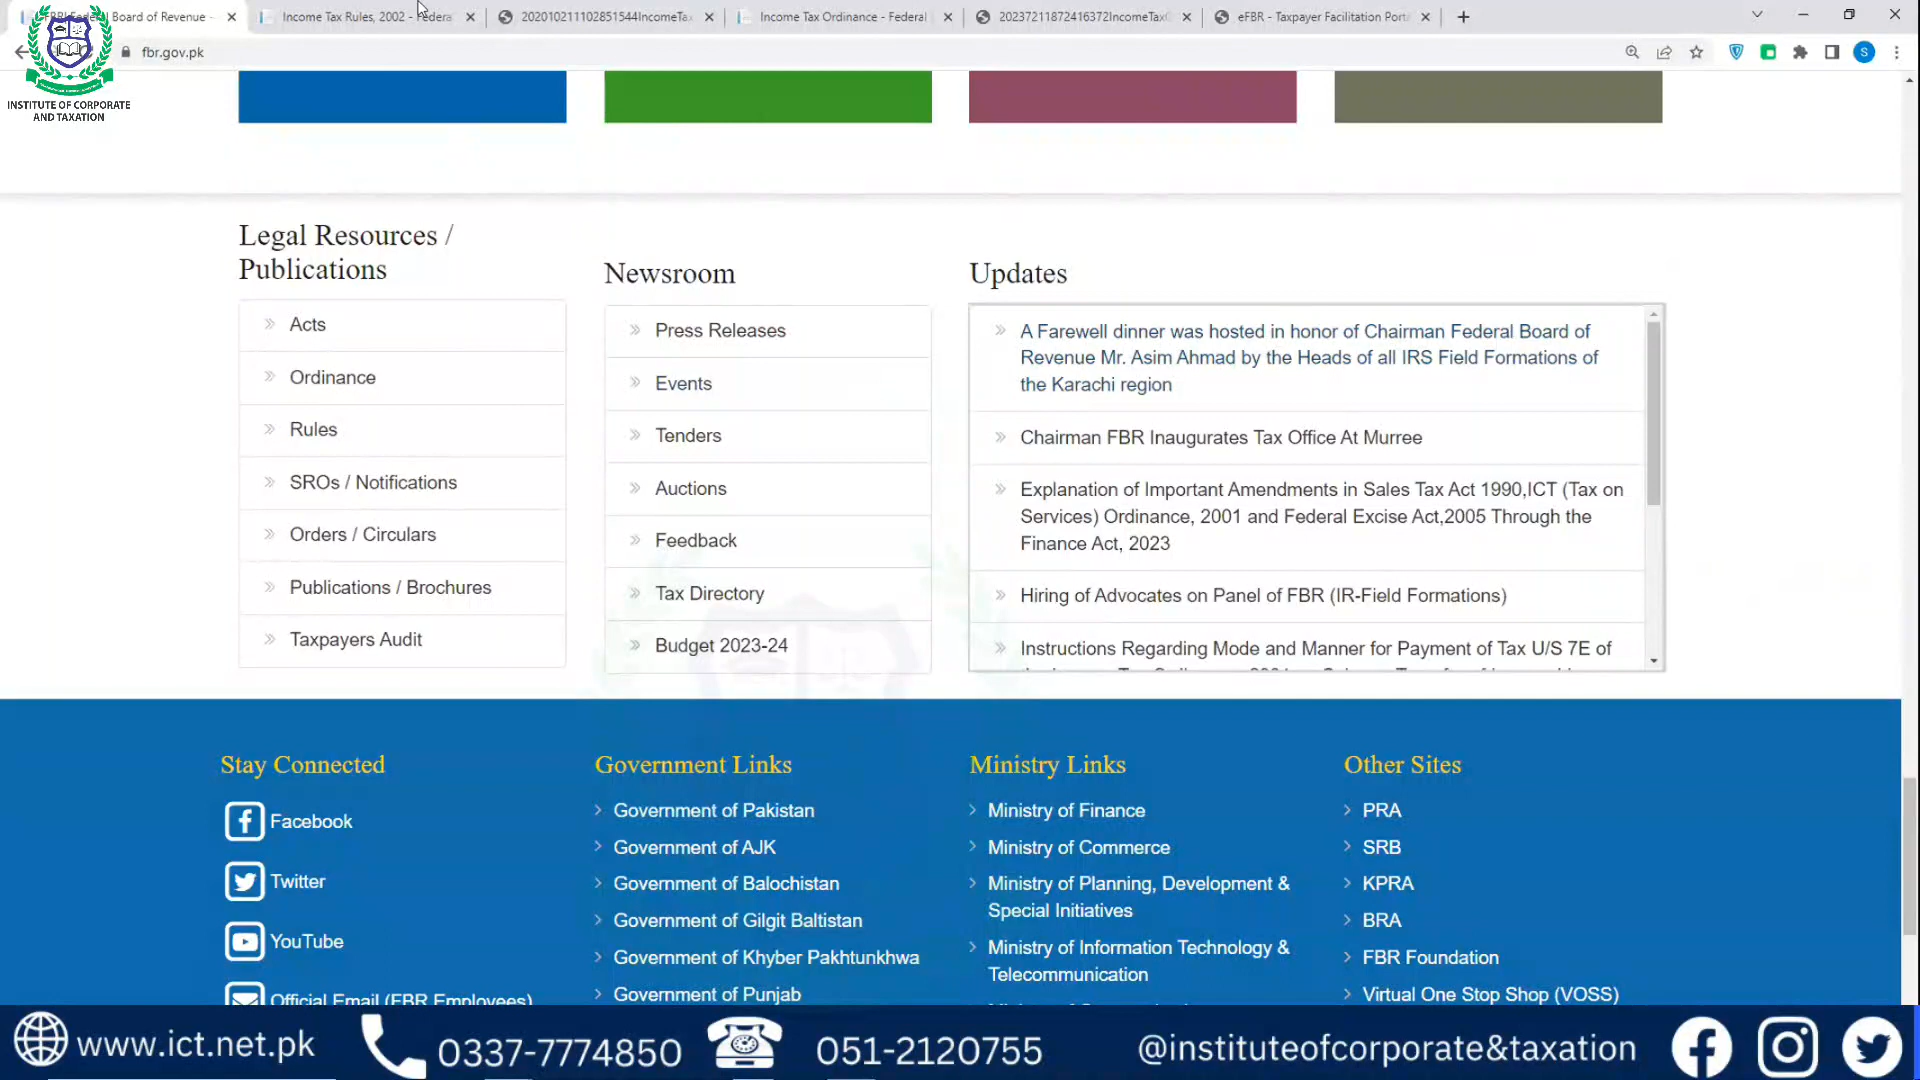 FBR| Federal Board of Revenue -
Income Tax Rules, 2002 - Federa
202010211102851544IncomeTax
Income Tax Ordinance - Federal
20237211872416372IncomeTaxO
eFBR - Taxpayer Facilitation Porta
fbr.gov.pk
S
INSTITUTE OF CORPORATE
AND TAXATION
Legal Resources /
Publications
Acts
Ordinance
Rules
SROs / Notifications
Orders / Circulars
Publications / Brochures
Taxpayers Audit
Newsroom
Press Releases
Events
Tenders
Auctions
Feedback
Tax Directory
Budget 2023-24
Updates
A Farewell dinner was hosted in honor of Chairman Federal Board of
Revenue Mr. Asim Ahmad by the Heads of all IRS Field Formations of
the Karachi region
Chairman FBR Inaugurates Tax Office At Murree
Explanation of Important Amendments in Sales Tax Act 1990,ICT (Tax on
Services) Ordinance, 2001 and Federal Excise Act,2005 Through the
Finance Act, 2023
Hiring of Advocates on Panel of FBR (IR-Field Formations)
Instructions Regarding Mode and Manner for Payment of Tax U/S 7E of
Stay Connected
Facebook
Twitter
YouTube
Official Email (FBR Employees)
Government Links
Government of Pakistan
Government of AJK
Government of Balochistan
Government of Gilgit Baltistan
Government of Khyber Pakhtunkhwa
Government of Punjab
Ministry Links
Ministry of Finance
Ministry of Commerce
Ministry of Planning, Development &
Special Initiatives
Ministry of Information Technology &
Telecommunication
Other Sites
PRA
SRB
KPRA
BRA
FBR Foundation
Virtual One Stop Shop (VOSS)
www.ict.net.pk
0337-7774850
051-2120755
@instituteofcorporate&taxation